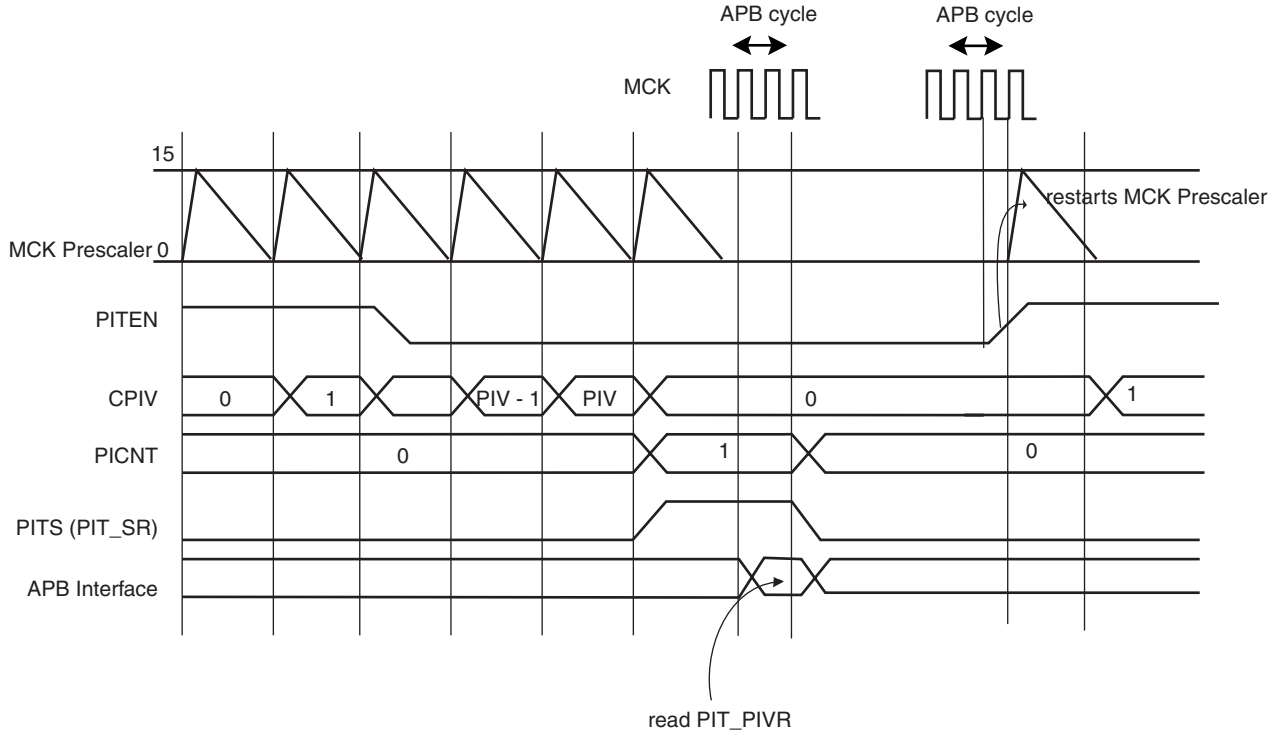 APB cycle
APB cycle
MCK
15
restarts MCK Prescaler
MCK Prescaler 0
PITEN
CPIV 0 1 PIV - 1 PIV 0 1
PICNT 0 1 0
PITS (PIT_SR)
APB Interface
read PIT_PIVR